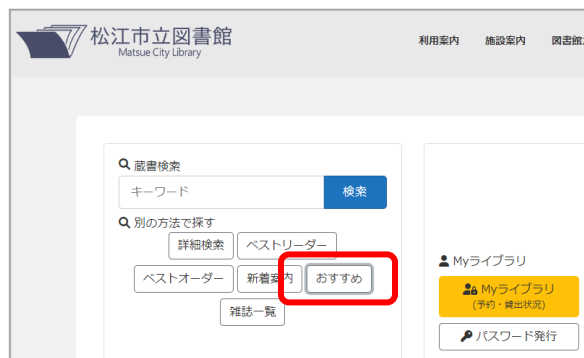 松江市立図書館
Matsue City Library
利用案内 施設案内 図書館
蔵書検索
キーワード 検索
別の方法で探す
詳細検索 ベストリーダー
ベストオーダー 新着案内 おすすめ
雑誌一覧
Myライブラリ
Myライブラリ
(予約・貸出状況)
パスワード発行